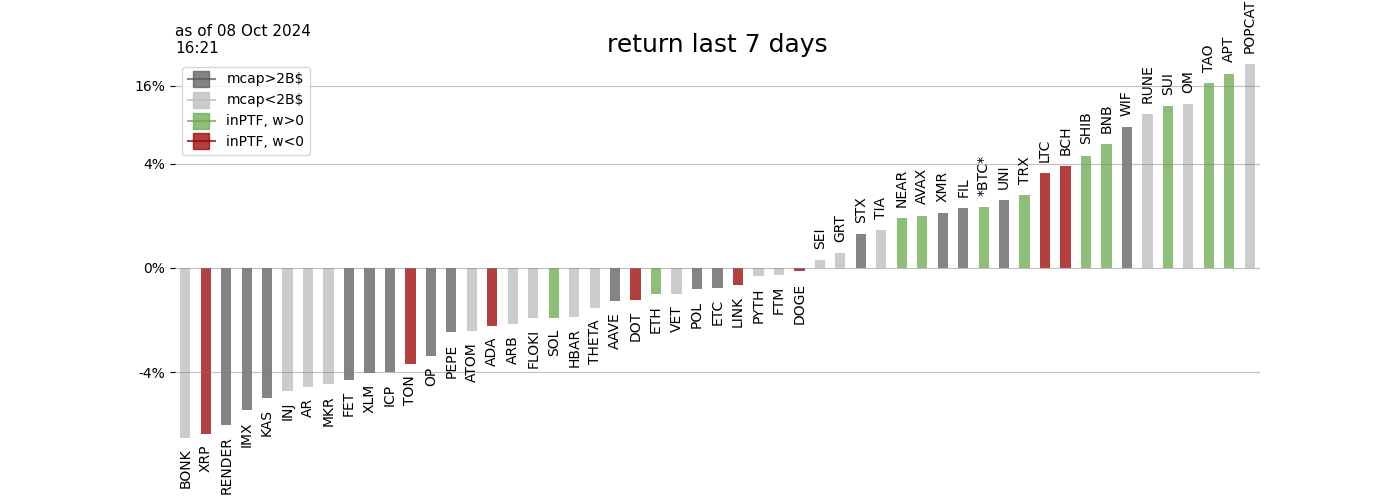 as of 08 Oct 2024
16:21
return last 7 days
mcap>2B$
mcap<2B$
inPTF, w>0
inPTF, w<0
16%
4%
0%
-4%
BONK
XRP
RENDER
IMX
KAS
INJ
AR
MKR
FET
XLM
ICP
TON
OP
PEPE
ATOM
ADA
ARB
FLOKI
SOL
HBAR
THETA
AAVE
DOT
ETH
VET
POL
ETC
LINK
PYTH
FTM
DOGE
SEI
GRT
STX
TIA
NEAR
AVAX
XMR
FIL
*BTC*
UNI
TRX
LTC
BCH
SHIB
BNB
WIF
RUNE
SUI
OM
TAO
APT
POPCAT